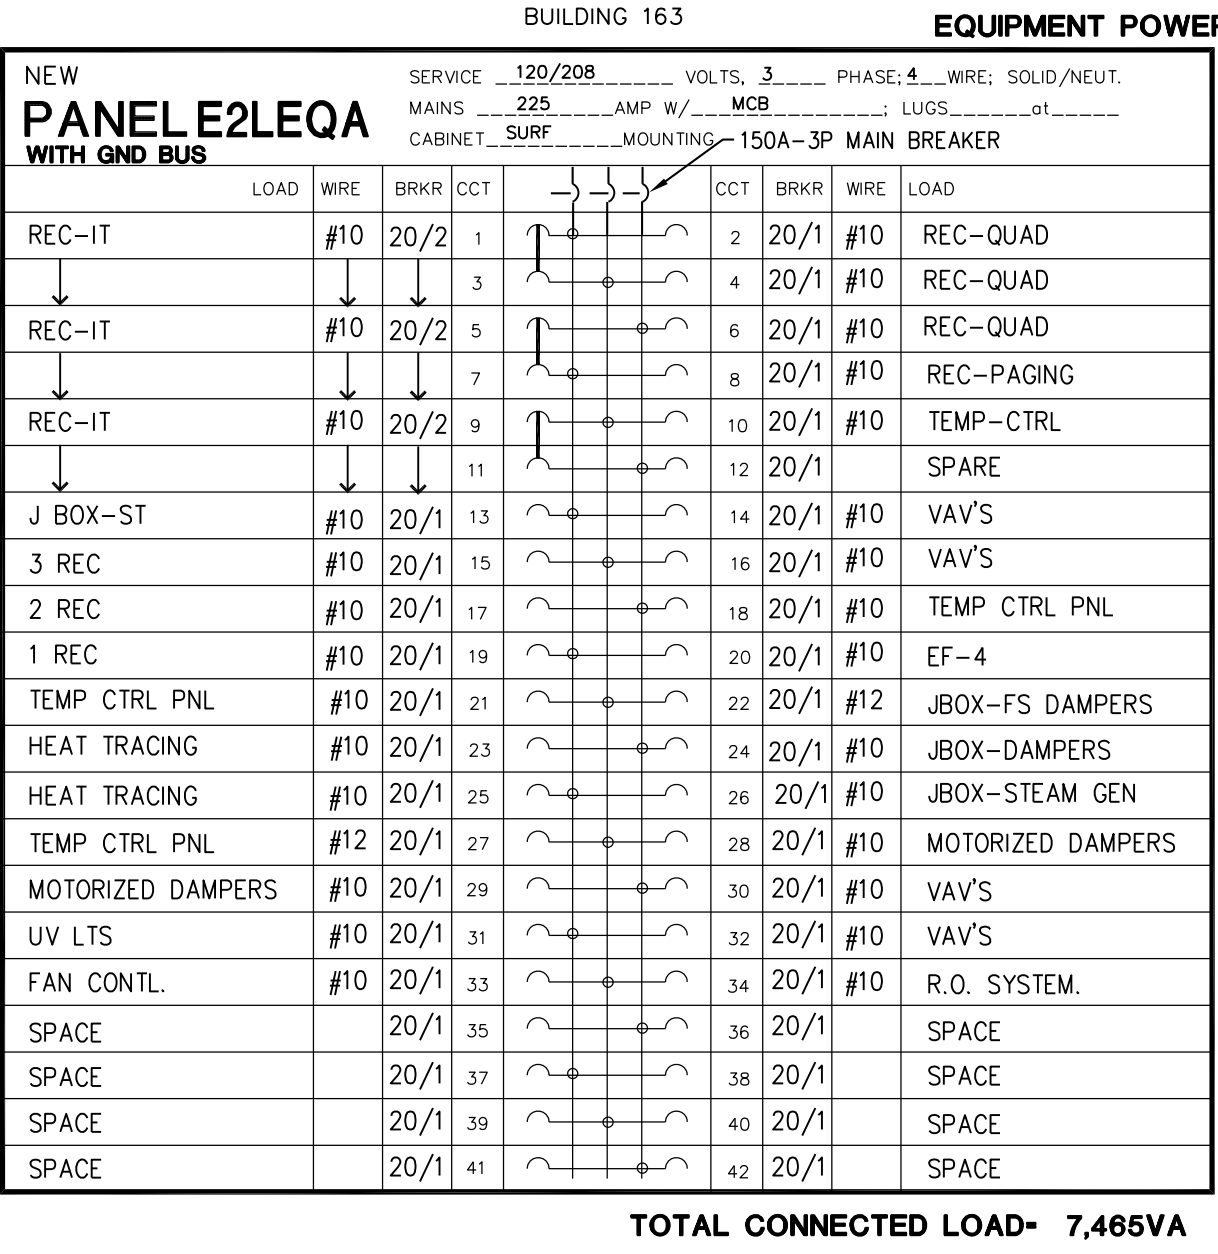 BUILDING 163
EQUIPMENT POWER
NEW
PANEL E2LEQA
WITH GND BUS
SERVICE _120/208______ VOLTS, 3____ PHASE; 4__WIRE; SOLID/NEUT.
MAINS ___225_______AMP W/___MCB____________; LUGS______at_____
CABINET__SURF______MOUNTING
150A-3P MAIN BREAKER
LOAD WIRE BRKR CCT CCT BRKR WIRE LOAD
REC-IT #10 20/2 1 2 20/1 #10 REC-QUAD
3 4 20/1 #10 REC-QUAD
REC-IT #10 20/2 5 6 20/1 #10 REC-QUAD
7 8 20/1 #10 REC-PAGING
REC-IT #10 20/2 9 10 20/1 #10 TEMP-CTRL
11 12 20/1 SPARE
J BOX-ST #10 20/1 13 14 20/1 #10 VAV'S
3 REC #10 20/1 15 16 20/1 #10 VAV'S
2 REC #10 20/1 17 18 20/1 #10 TEMP CTRL PNL
1 REC #10 20/1 19 20 20/1 #10 EF-4
TEMP CTRL PNL #10 20/1 21 22 20/1 #12 JBOX-FS DAMPERS
HEAT TRACING #10 20/1 23 24 20/1 #10 JBOX-DAMPERS
HEAT TRACING #10 20/1 25 26 20/1 #10 JBOX-STEAM GEN
TEMP CTRL PNL #12 20/1 27 28 20/1 #10 MOTORIZED DAMPERS
MOTORIZED DAMPERS #10 20/1 29 30 20/1 #10 VAV'S
UV LTS #10 20/1 31 32 20/1 #10 VAV'S
FAN CONTL. #10 20/1 33 34 20/1 #10 R.O. SYSTEM.
SPACE 20/1 35 36 20/1 SPACE
SPACE 20/1 37 38 20/1 SPACE
SPACE 20/1 39 40 20/1 SPACE
SPACE 20/1 41 42 20/1 SPACE
TOTAL CONNECTED LOAD= 7,465VA